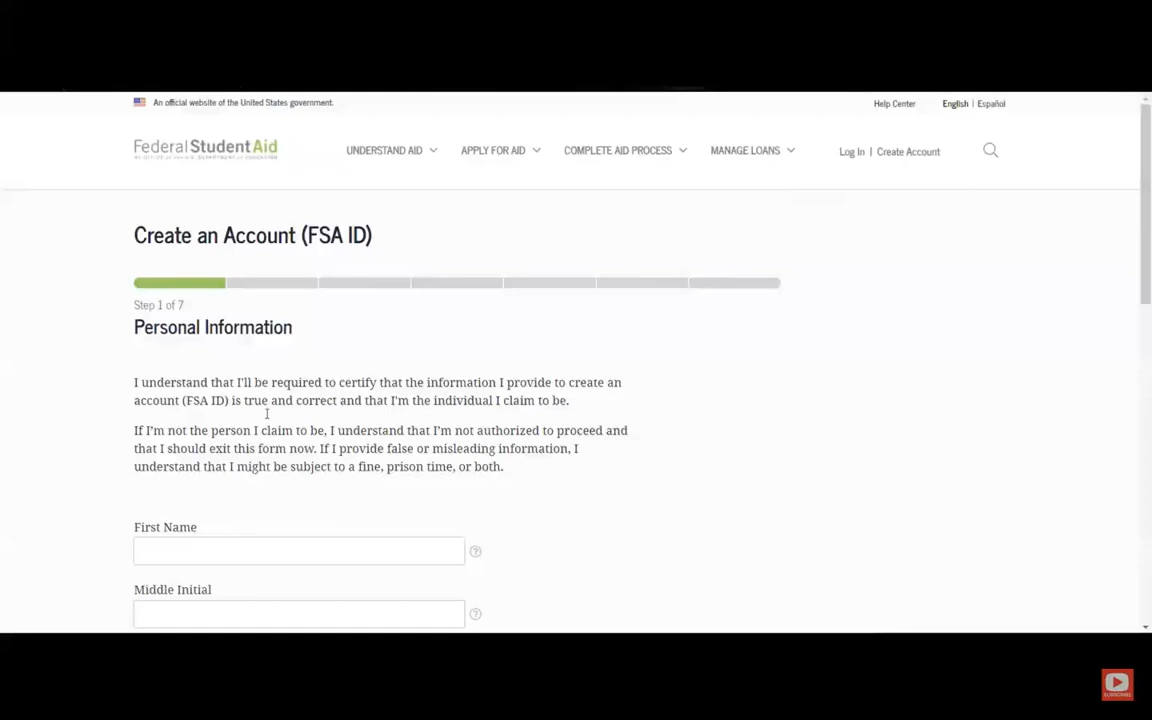 An official website of the United States government.
Help Center
English | Español
Federal Student Aid
UNDERSTAND AID
APPLY FOR AID
COMPLETE AID PROCESS
MANAGE LOANS
Log In | Create Account
Create an Account (FSA ID)
Step 1 of 7
Personal Information
I understand that I'll be required to certify that the information I provide to create an
account (FSA ID) is true and correct and that I'm the individual I claim to be.
If I'm not the person I claim to be, I understand that I'm not authorized to proceed and
that I should exit this form now. If I provide false or misleading information, I
understand that I might be subject to a fine, prison time, or both.
First Name
Middle Initial
SUBSCRIBE